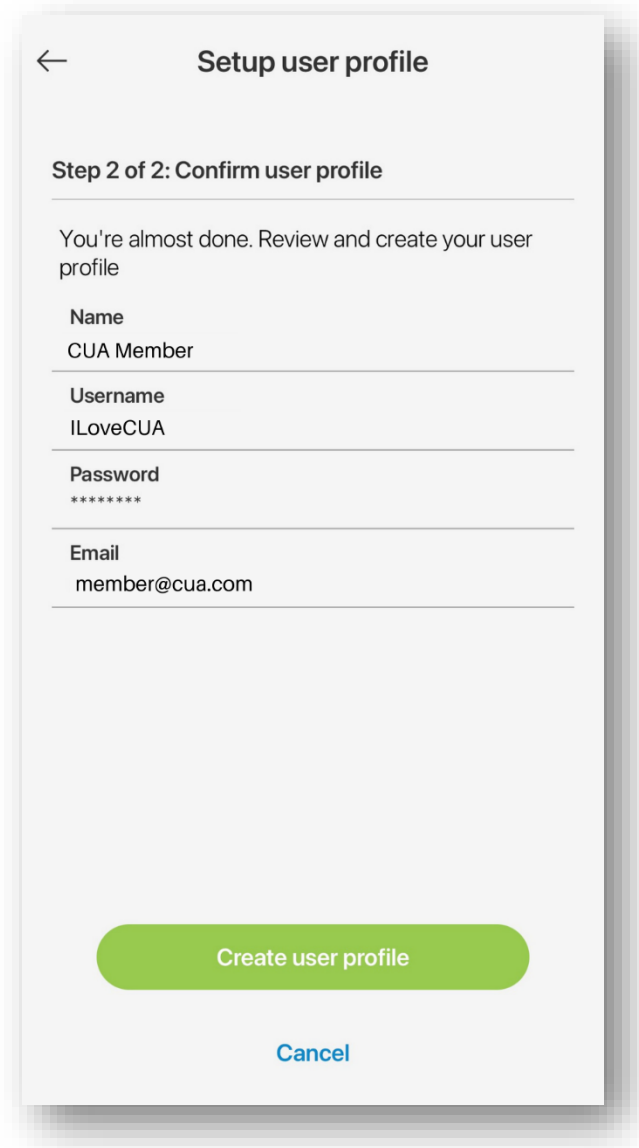 Setup user profile
Step 2 of 2: Confirm user profile
You're almost done. Review and create your user
profile
Name
CUA Member
Username
ILoveCUA
Password
********
Email
member@cua.com
Create user profile
Cancel